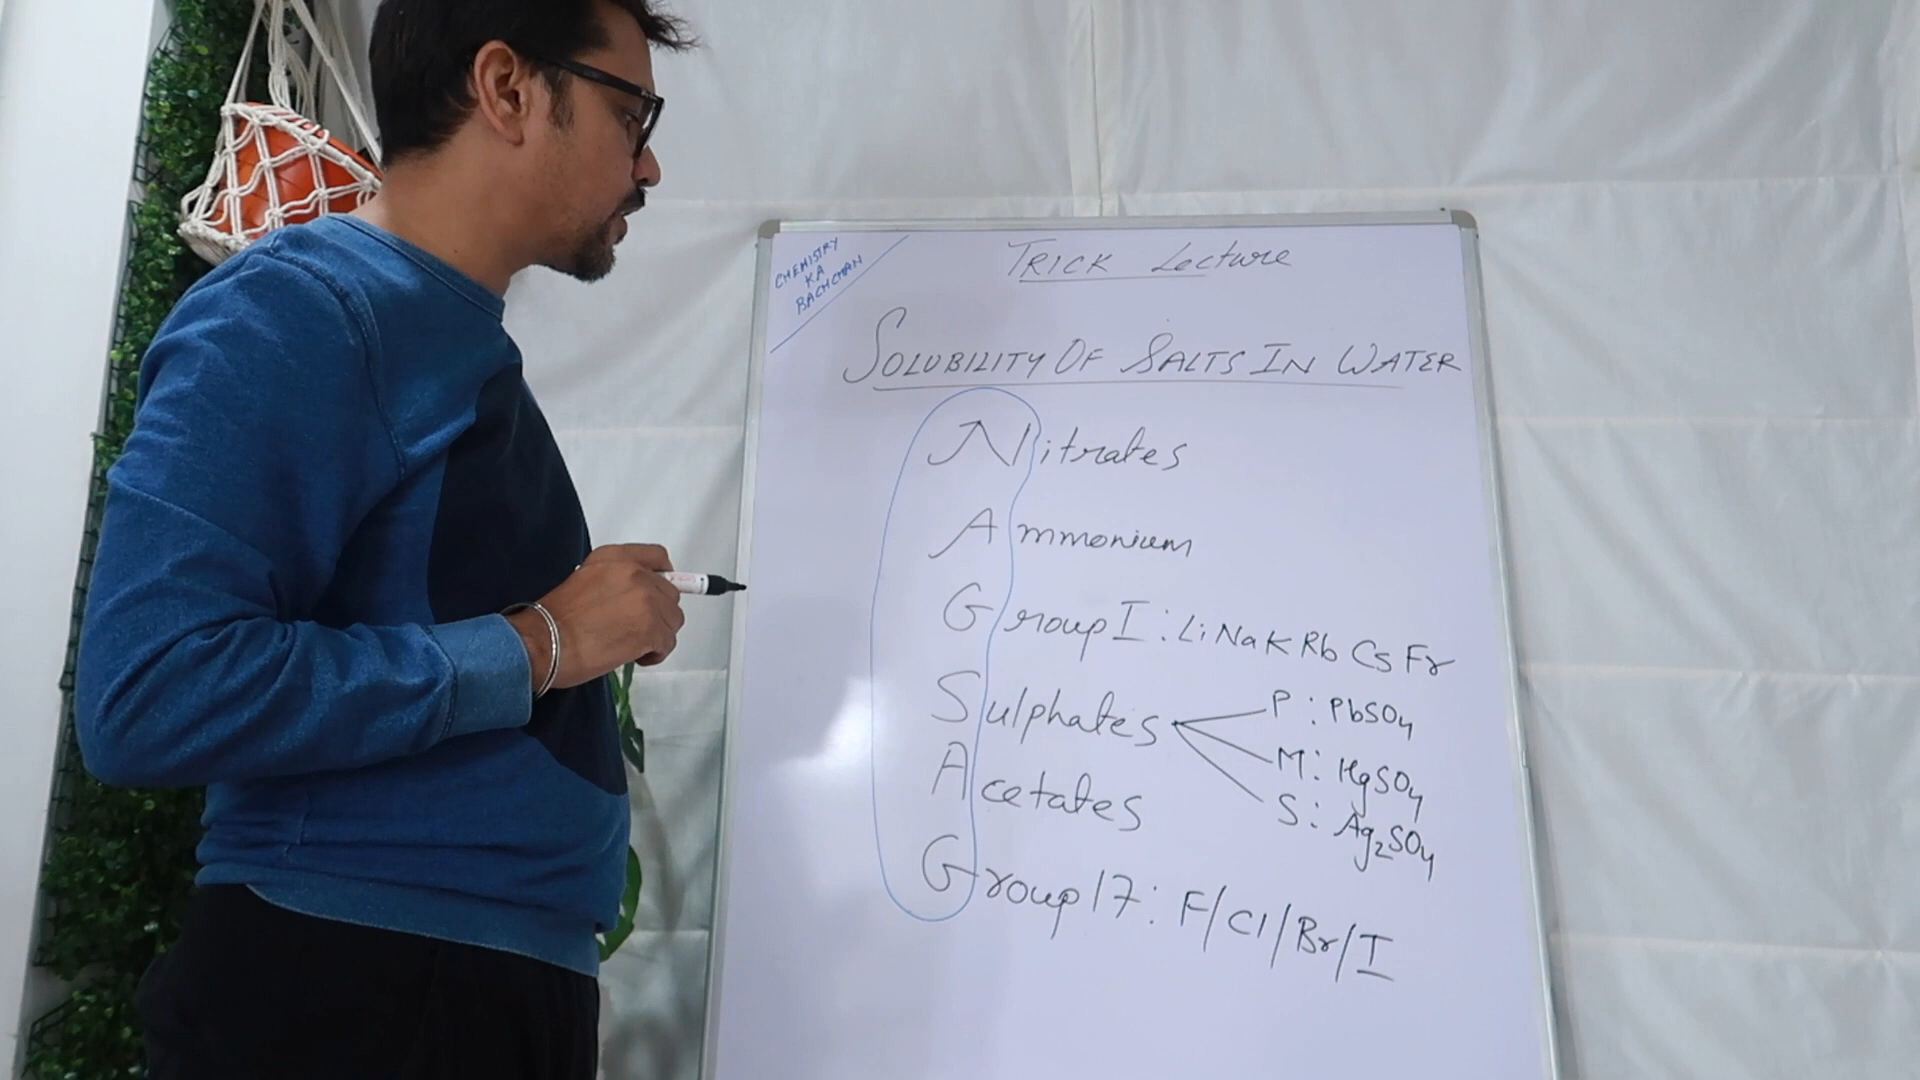 CHEMISTRY
KA
BACHCHAN
TRICK Lecture
SOLUBILITY OF SALTS IN WATER
Nitrates
Ammonium
Group I : Li Na K Rb Cs Fr
Sulphates
P : PbSO4
M : HgSO4
S : Ag2SO4
Acetates
Group 17 : F/Cl/Br/I